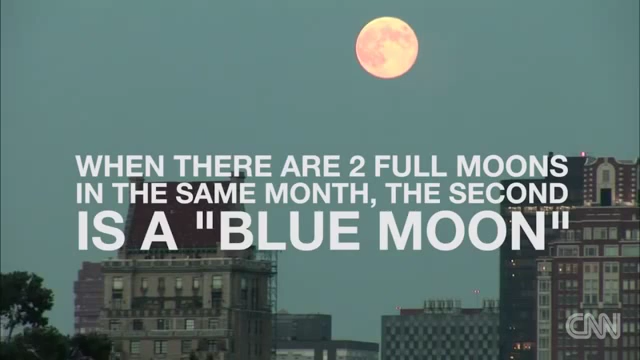 WHEN THERE ARE 2 FULL MOONS
IN THE SAME MONTH, THE SECOND
IS A "BLUE MOON"
CNN